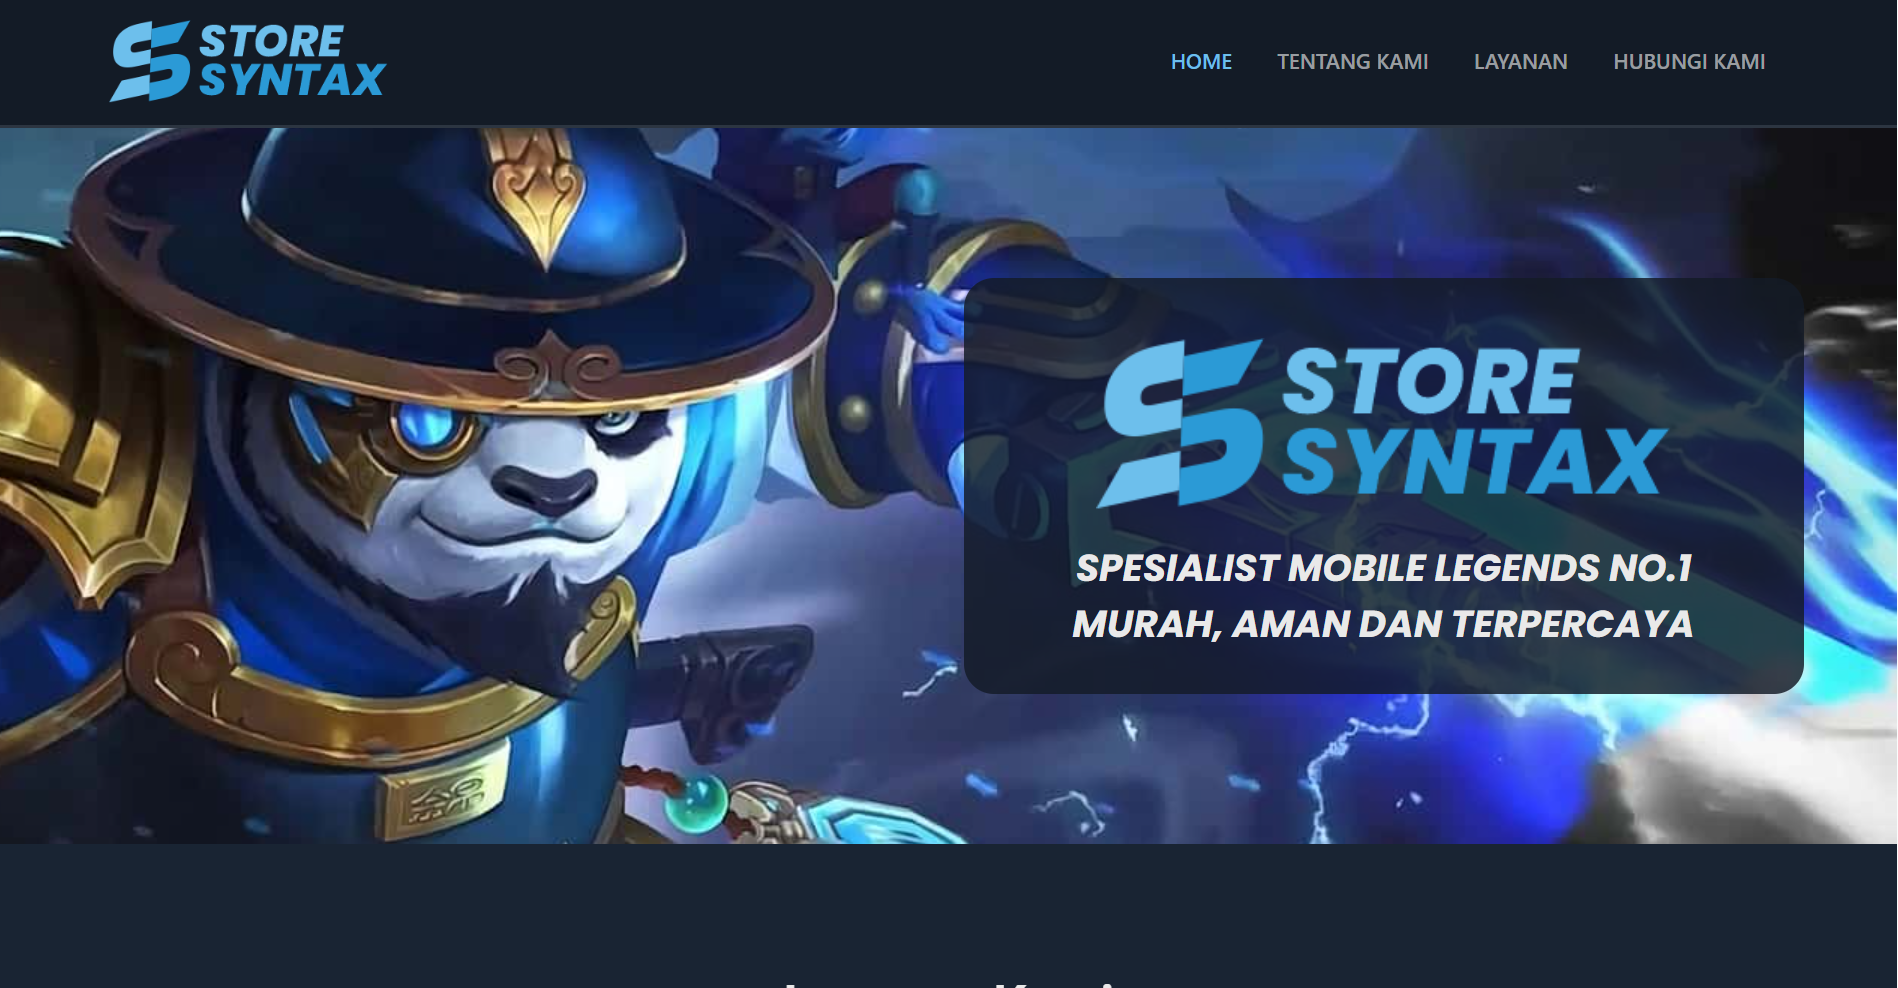 STORE
SYNTAX
HOME TENTANG KAMI LAYANAN HUBUNGI KAMI
STORE
SYNTAX
SPESIALIST MOBILE LEGENDS NO.1
MURAH, AMAN DAN TERPERCAYA